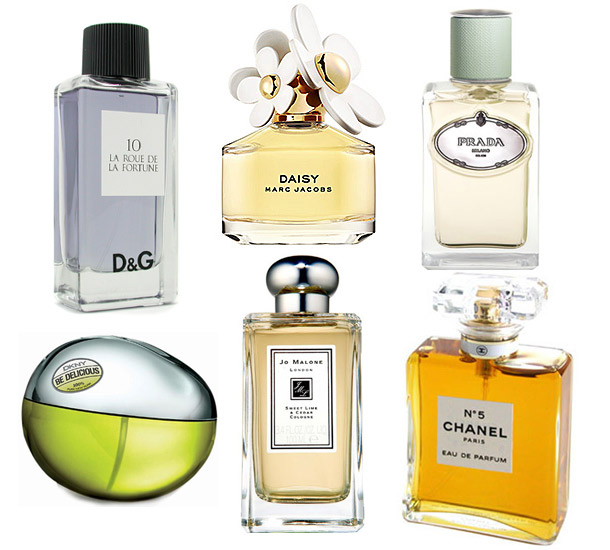 10
LA ROUE DE
LA FORTUNE
D&G
DAISY
MARC JACOBS
PRADA
MILANO
DKNY
BE DELICIOUS
100%
JO MALONE
LONDON
SWEET LIME
& CEDAR
COLOGNE
N°5
CHANEL
PARIS
EAU DE PARFUM